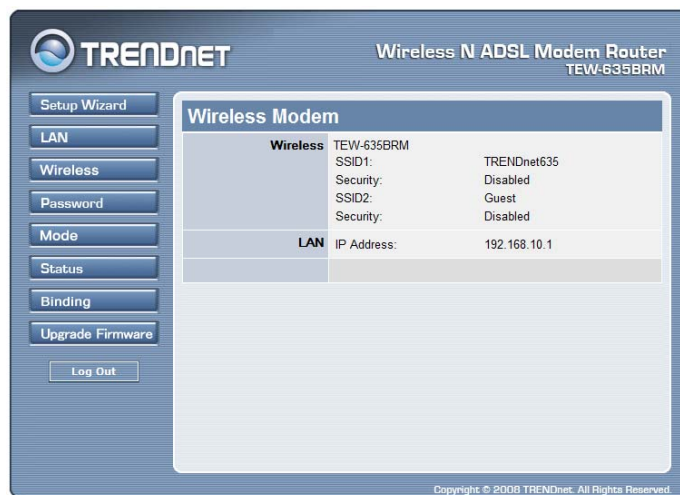 TRENDNET
Wireless N ADSL Modem Router
TEW-635BRM
Setup Wizard
LAN
Wireless
Password
Mode
Status
Binding
Upgrade Firmware
Log Out
Wireless Modem
Wireless TEW-635BRM
SSID1: TRENDnet635
Security: Disabled
SSID2: Guest
Security: Disabled
LAN IP Address: 192.168.10.1
Copyright © 2008 TRENDnet. All Rights Reserved.